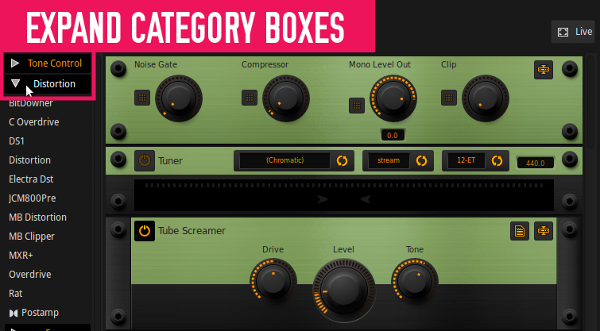 EXPAND CATEGORY BOXES
Live
Tone Control
Distortion
BitDowner
C Overdrive
DS1
Distortion
Electra Dst
JCM800Pre
MB Distortion
MB Clipper
MXR+
Overdrive
Rat
Postamp
Noise Gate
Compressor
Mono Level Out
Clip
0.0
Tuner
(Chromatic)
stream
12-ET
440.0
Tube Screamer
Drive
Level
Tone